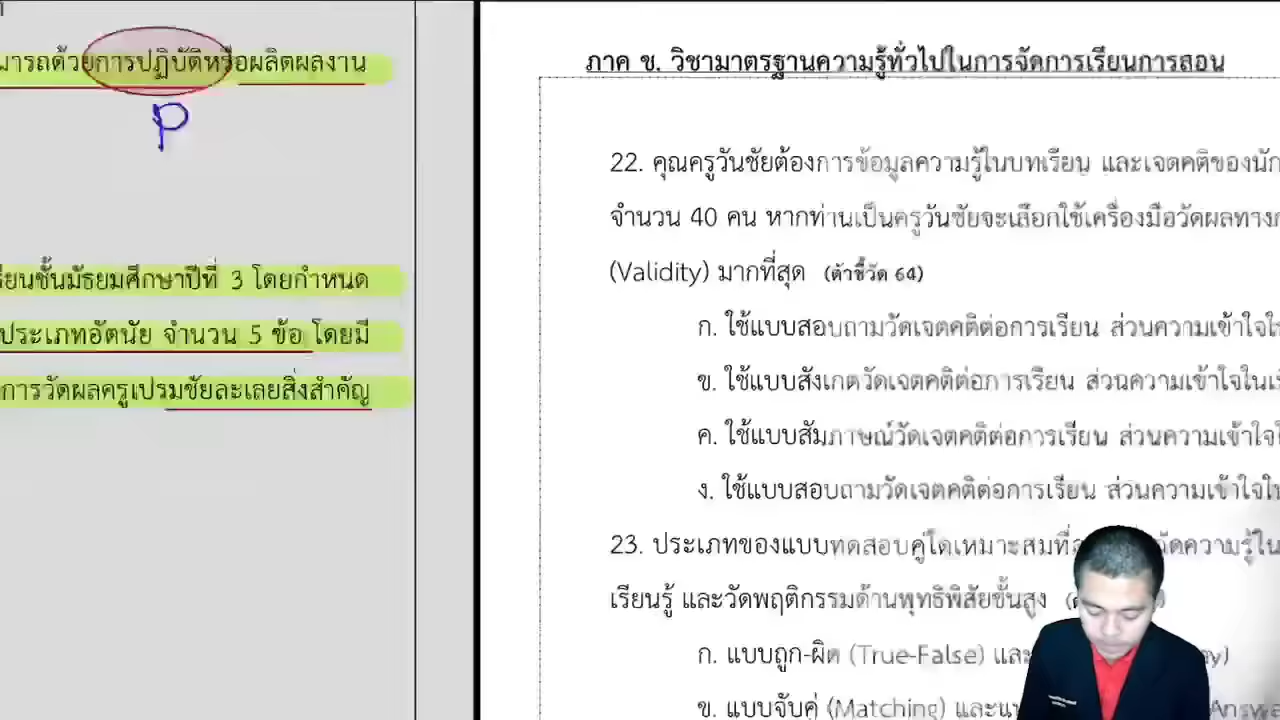 มารถด้วยการปฏิบัติหรือผลิตผลงาน
P
เรียนชั้นมัธยมศึกษาปีที่ 3 โดยกำหนด
ประเภทอัตนัย จำนวน 5 ข้อ โดยมี
การวัดผลครูเปรมชัยละเลยสิ่งสำคัญ
ภาค ข. วิชามาตรฐานความรู้ทั่วไปในการจัดการเรียนการสอน
22. คุณครูวันชัยต้องการข้อมูลความรู้ในบทเรียน และเจตคติของนัก
จำนวน 40 คน หากท่านเป็นครูวันชัยจะเลือกใช้เครื่องมือวัดผลทาง
(Validity) มากที่สุด (ตัวชี้วัด 64)
ก. ใช้แบบสอบถามวัดเจตคติต่อการเรียน ส่วนความเข้าใจ
ข. ใช้แบบสังเกตวัดเจตคติต่อการเรียน ส่วนความเข้าใจใน
ค. ใช้แบบสัมภาษณ์วัดเจตคติต่อการเรียน ส่วนความเข้าใจ
ง. ใช้แบบสอบถามวัดเจตคติต่อการเรียน ส่วนความเข้าใจ
23. ประเภทของแบบทดสอบคู่ใดเหมาะสมที่ วัดความรู้ใน
เรียนรู้ และวัดพฤติกรรมด้านพุทธิพิสัยขั้นสูง
ก. แบบถูก-ผิด (True-False) และ
ข. แบบจับคู่ (Matching) และ